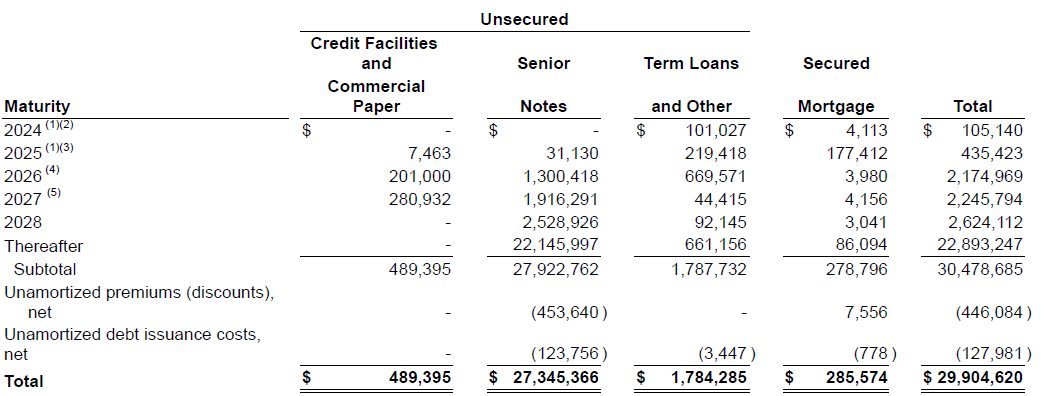 Unsecured
Credit Facilities
and
Commercial
Paper
Senior
Notes
Term Loans
and Other
Secured
Mortgage
Maturity
Total
2024 (1)(2) $ - $ - $ 101,027 $ 4,113 $ 105,140
2025 (1)(3) 7,463 31,130 219,418 177,412 435,423
2026 (4) 201,000 1,300,418 669,571 3,980 2,174,969
2027 (5) 280,932 1,916,291 44,415 4,156 2,245,794
2028 - 2,528,926 92,145 3,041 2,624,112
Thereafter - 22,145,997 661,156 86,094 22,893,247
Subtotal 489,395 27,922,762 1,787,732 278,796 30,478,685
Unamortized premiums (discounts),
net - (453,640) - 7,556 (446,084)
Unamortized debt issuance costs,
net - (123,756) (3,447) (778) (127,981)
Total $ 489,395 $ 27,345,366 $ 1,784,285 $ 285,574 $ 29,904,620